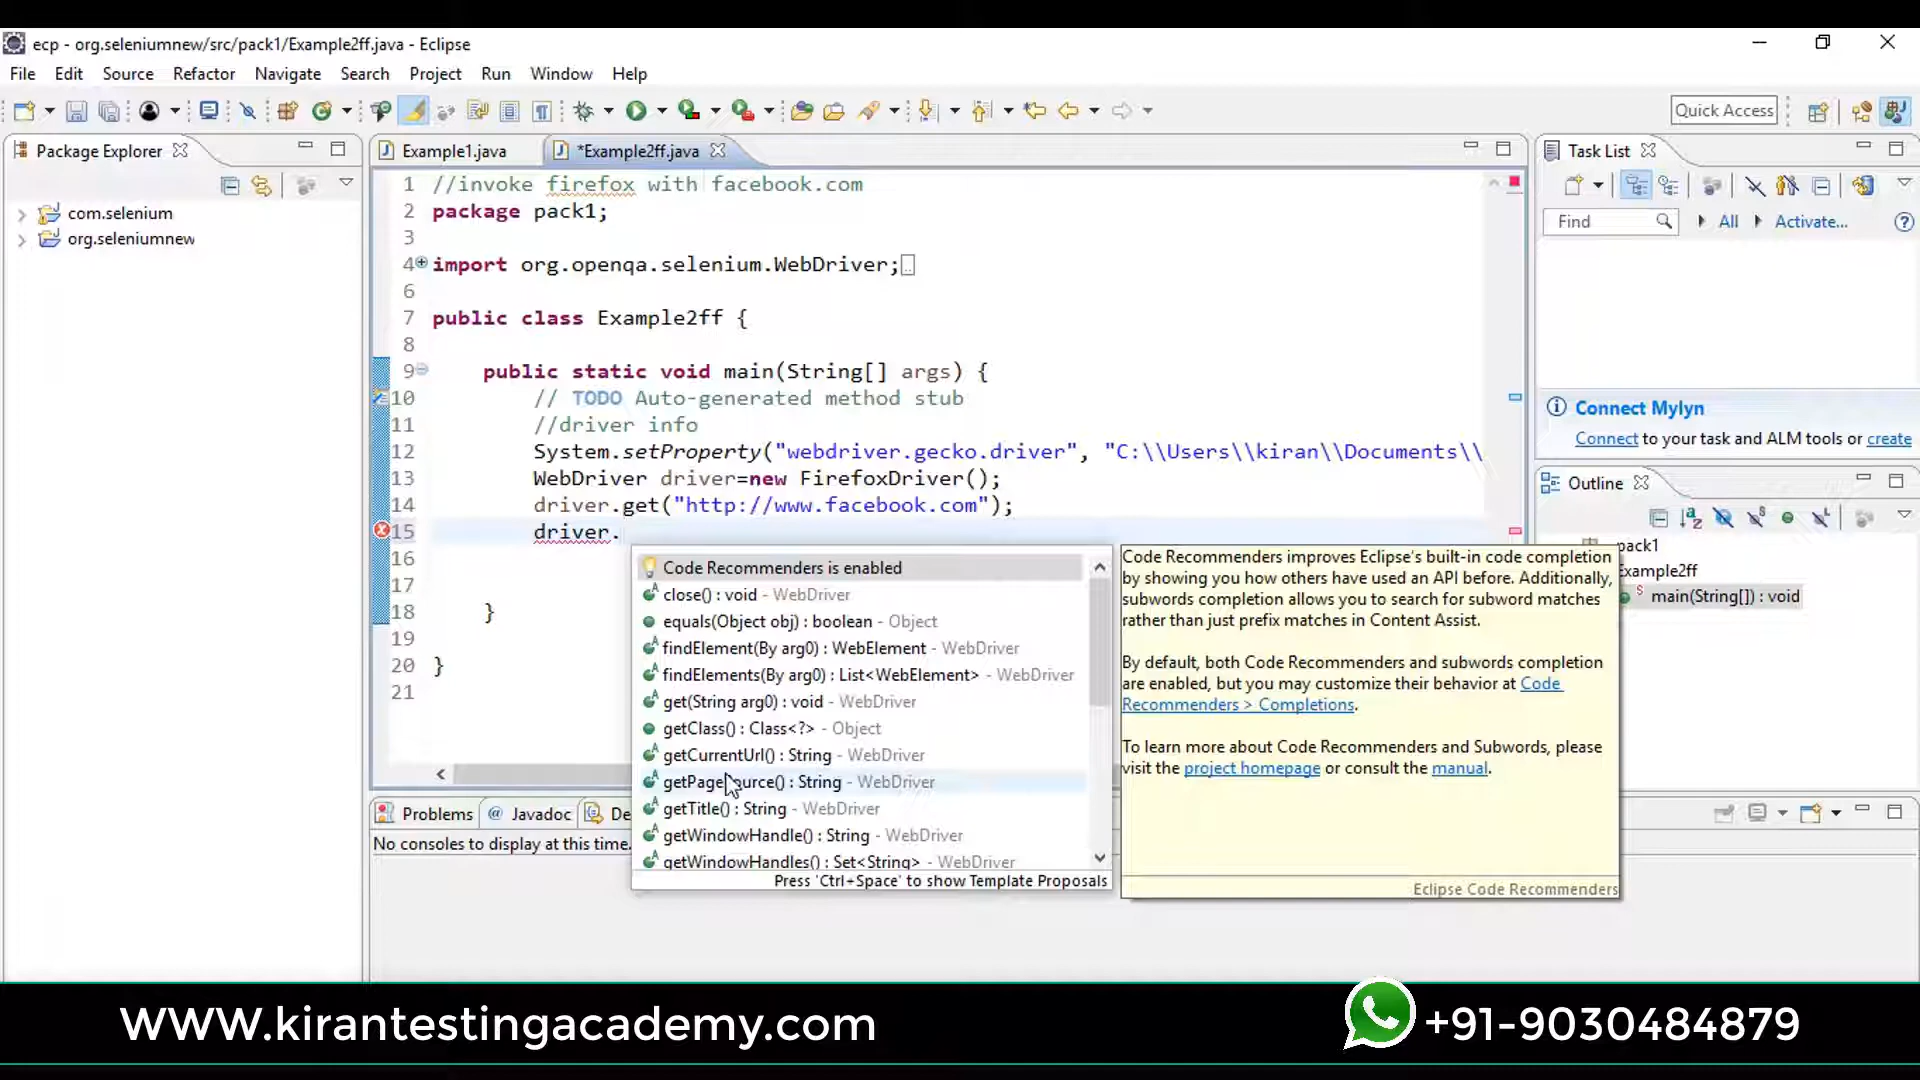 ecp - org.seleniumnew/src/pack1/Example2ff.java - Eclipse
File Edit Source Refactor Navigate Search Project Run Window Help
Quick Access
Package Explorer
com.selenium
org.seleniumnew
Example1.java
*Example2ff.java
1 //invoke firefox with facebook.com
2 package pack1;
3
4 import org.openqa.selenium.WebDriver;
6
7 public class Example2ff {
8
9 public static void main(String[] args) {
10 // TODO Auto-generated method stub
11 //driver info
12 System.setProperty("webdriver.gecko.driver", "C:\\Users\\kiran\\Documents\\
13 WebDriver driver=new FirefoxDriver();
14 driver.get("http://www.facebook.com");
15 driver.
16
17
18 }
19
20 }
21
Code Recommenders is enabled
close() : void - WebDriver
equals(Object obj) : boolean - Object
findElement(By arg0) : WebElement - WebDriver
findElements(By arg0) : List<WebElement> - WebDriver
get(String arg0) : void - WebDriver
getClass() : Class<?> - Object
getCurrentUrl() : String - WebDriver
getPageSource() : String - WebDriver
getTitle() : String - WebDriver
getWindowHandle() : String - WebDriver
getWindowHandles() : Set<String> - WebDriver
Press 'Ctrl+Space' to show Template Proposals
Code Recommenders improves Eclipse's built-in code completion
by showing you how others have used an API before. Additionally,
subwords completion allows you to search for subword matches
rather than just prefix matches in Content Assist.
By default, both Code Recommenders and subwords completion
are enabled, but you may customize their behavior at Code
Recommenders > Completions.
To learn more about Code Recommenders and Subwords, please
visit the project homepage or consult the manual.
Eclipse Code Recommenders
Task List
Find
All
Activate...
Connect Mylyn
Connect to your task and ALM tools or create
Outline
pack1
Example2ff
main(String[]) : void
Problems
@ Javadoc
De
No consoles to display at this time.
WWW.kirantestingacademy.com
+91-9030484879